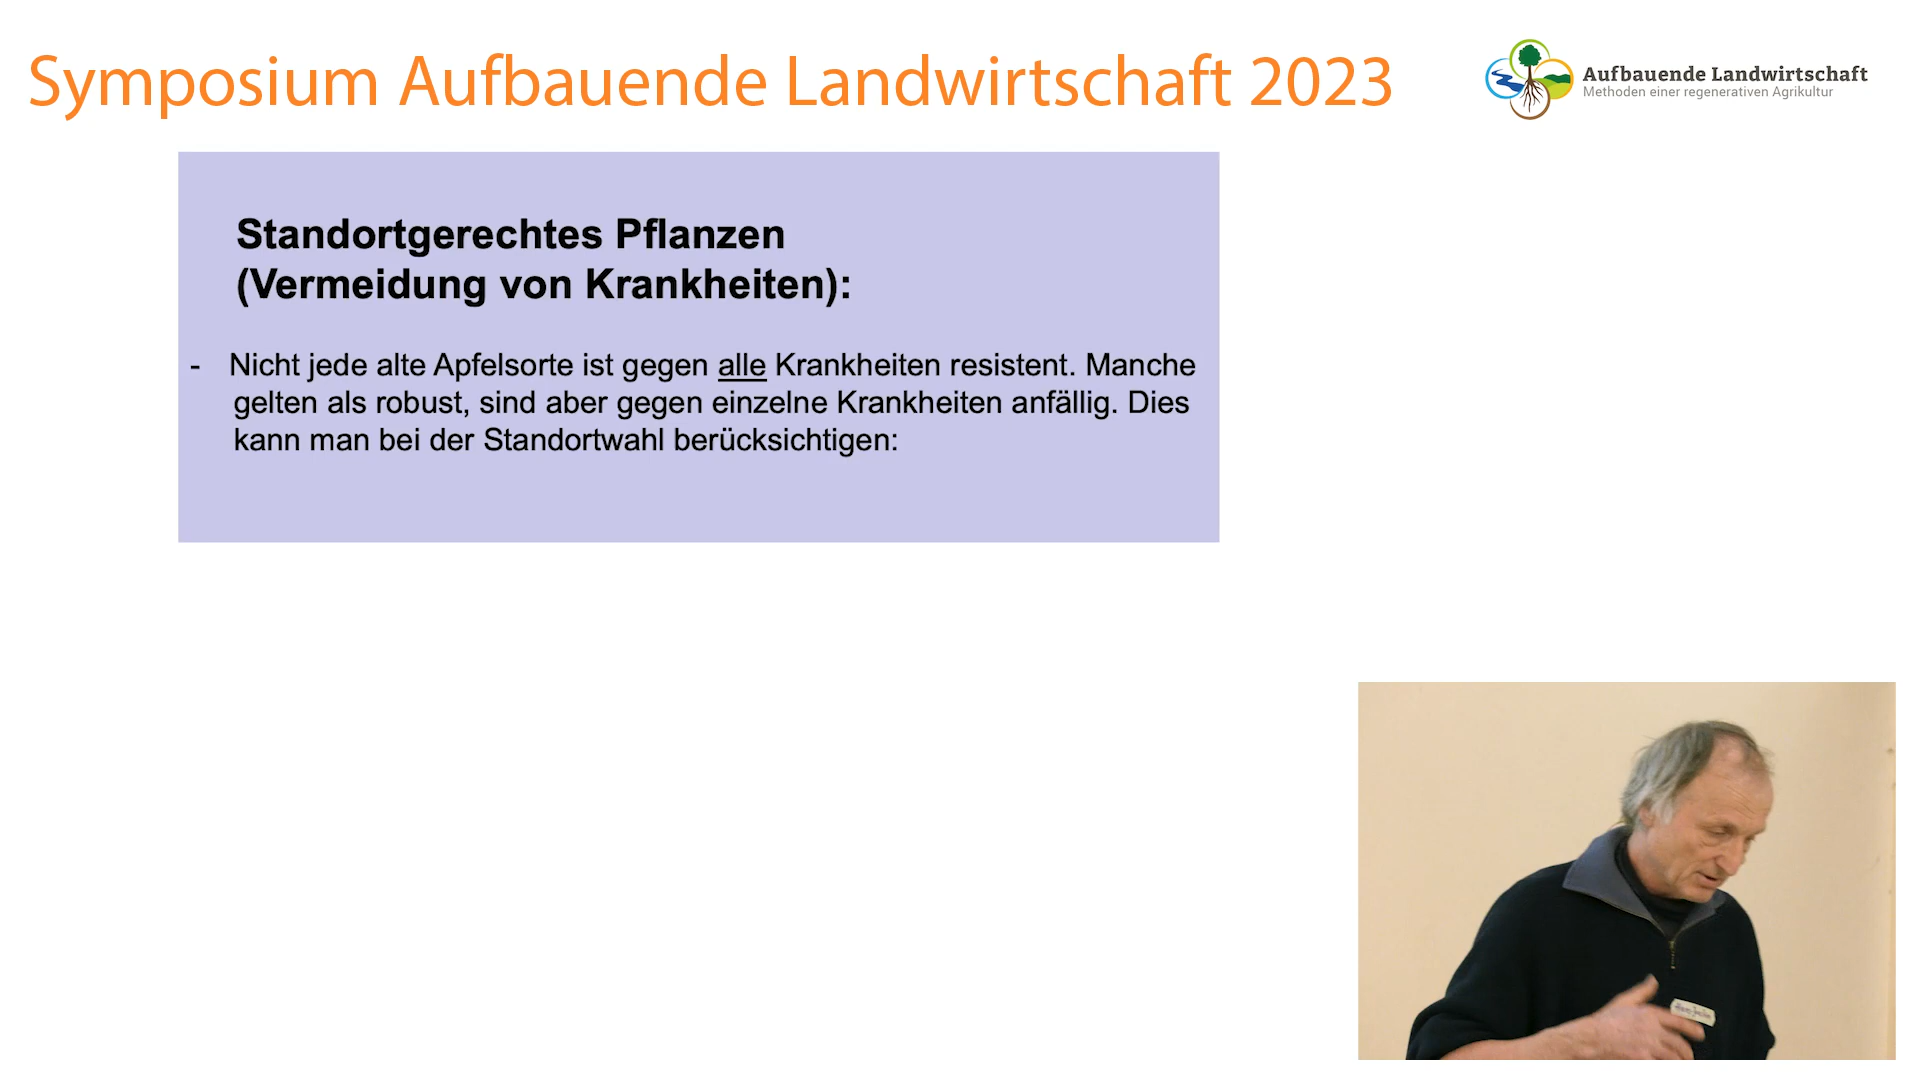 Symposium Aufbauende Landwirtschaft 2023
Aufbauende Landwirtschaft
Methoden einer regenerativen Agrikultur
Standortgerechtes Pflanzen
(Vermeidung von Krankheiten):
- Nicht jede alte Apfelsorte ist gegen alle Krankheiten resistent. Manche
gelten als robust, sind aber gegen einzelne Krankheiten anfällig. Dies
kann man bei der Standortwahl berücksichtigen: